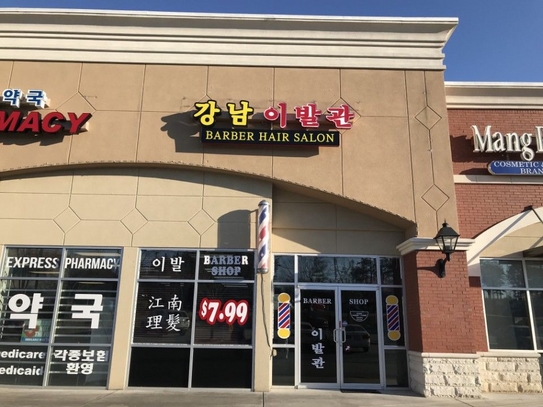 약국
MACY
강남 이발관
BARBER HAIR SALON
Mang
COSMETIC &
BRAN
EXPRESS PHARMACY
약국
Medicare
Medicaid
각종보험
환영
이발
BARBER
SHOP
江南
理髮
$7.99
BARBER SHOP
이발관